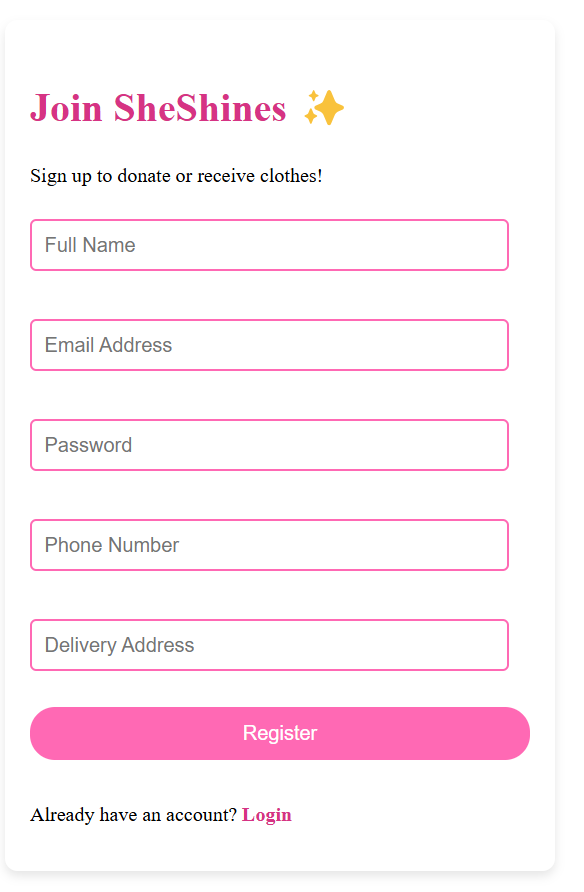 Join SheShines ✨
Sign up to donate or receive clothes!
Full Name
Email Address
Password
Phone Number
Delivery Address
Register
Already have an account? Login